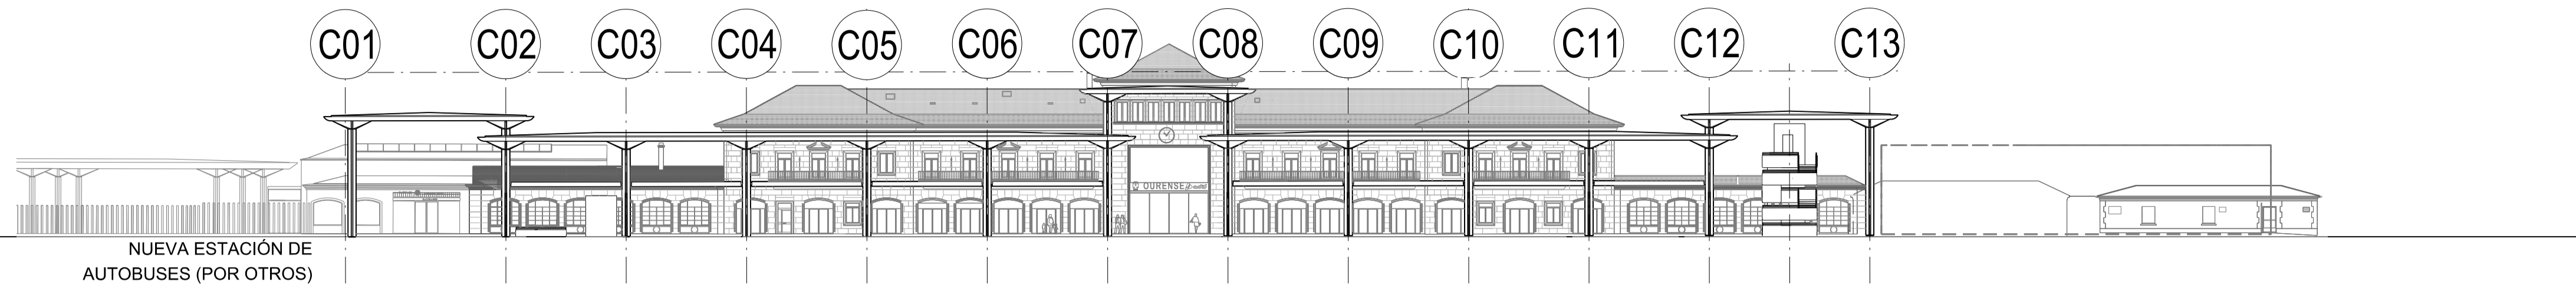 C01 C02 C03 C04 C05 C06 C07 C08 C09 C10 C11 C12 C13
OURENSE
NUEVA ESTACIÓN DE
AUTOBUSES (POR OTROS)